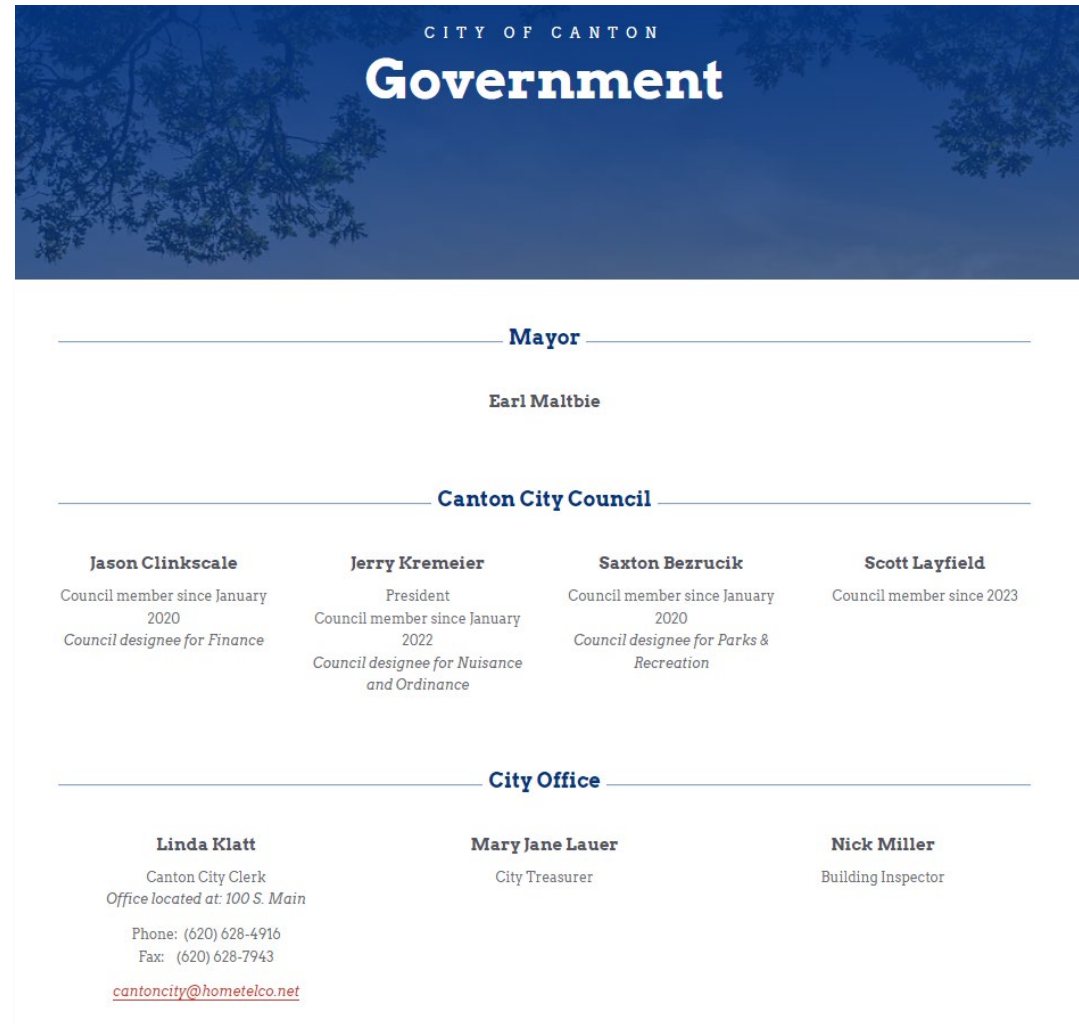 CITY OF CANTON
Government
Mayor
Earl Maltbie
Canton City Council
Jason Clinkscale
Council member since January
2020
Council designee for Finance
Jerry Kremeier
President
Council member since January
2022
Council designee for Nuisance
and Ordinance
Saxton Bezrucik
Council member since January
2020
Council designee for Parks &
Recreation
Scott Layfield
Council member since 2023
City Office
Linda Klatt
Canton City Clerk
Office located at: 100 S. Main
Phone: (620) 628-4916
Fax: (620) 628-7943
cantoncity@hometelco.net
Mary Jane Lauer
City Treasurer
Nick Miller
Building Inspector